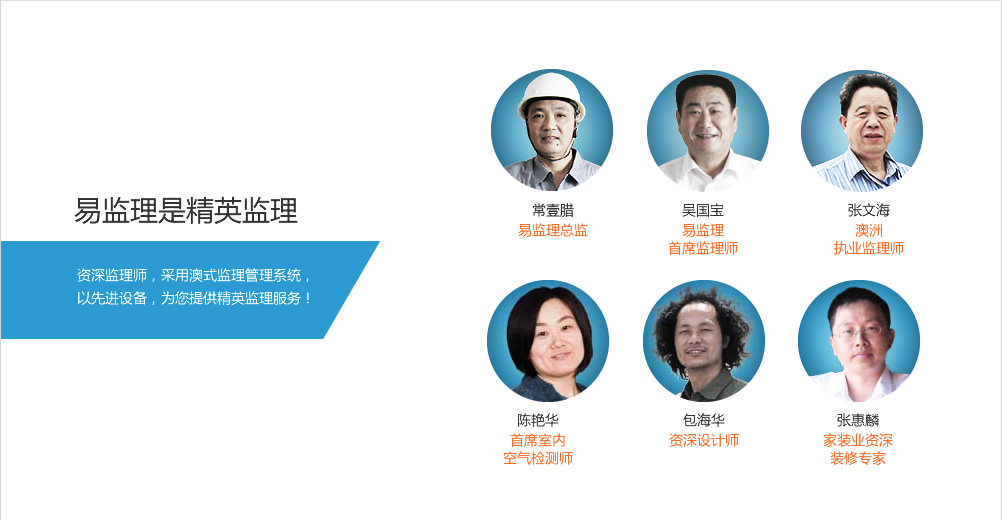 易监理是精英监理
资深监理师，采用澳式监理管理系统，
以先进设备，为您提供精英监理服务！
常壹腊
易监理总监
吴国宝
易监理
首席监理师
张文海
澳洲
执业监理师
陈艳华
首席室内
空气检测师
包海华
资深设计师
张惠麟
家装业资深
装修专家